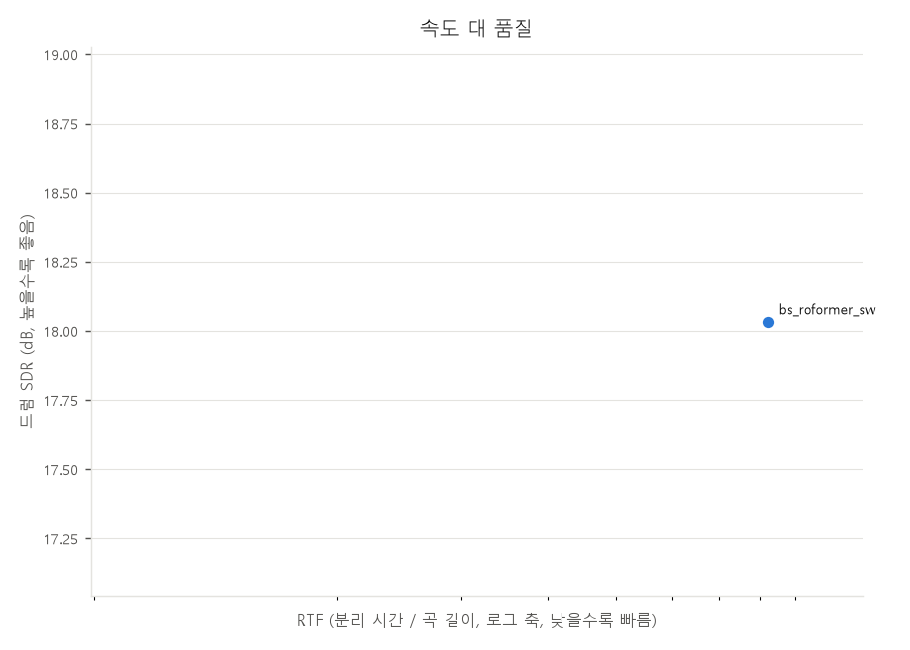 속도 대 품질
19.00
18.75
18.50
18.25
18.00
17.75
17.50
17.25
드럼 SDR (dB, 높을수록 좋음)
bs_roformer_sw
RTF (분리 시간 / 곡 길이, 로그 축, 낮을수록 빠름)